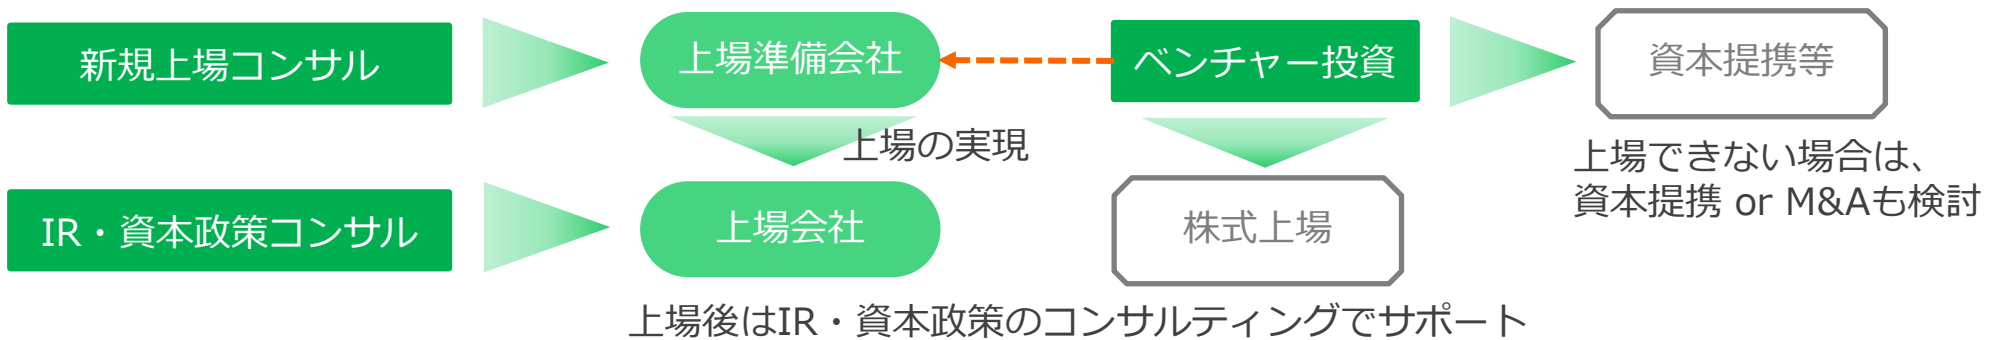 新規上場コンサル
上場準備会社
ベンチャー投資
資本提携等
上場の実現
上場できない場合は、
資本提携 or M&Aも検討
IR・資本政策コンサル
上場会社
株式上場
上場後はIR・資本政策のコンサルティングでサポート